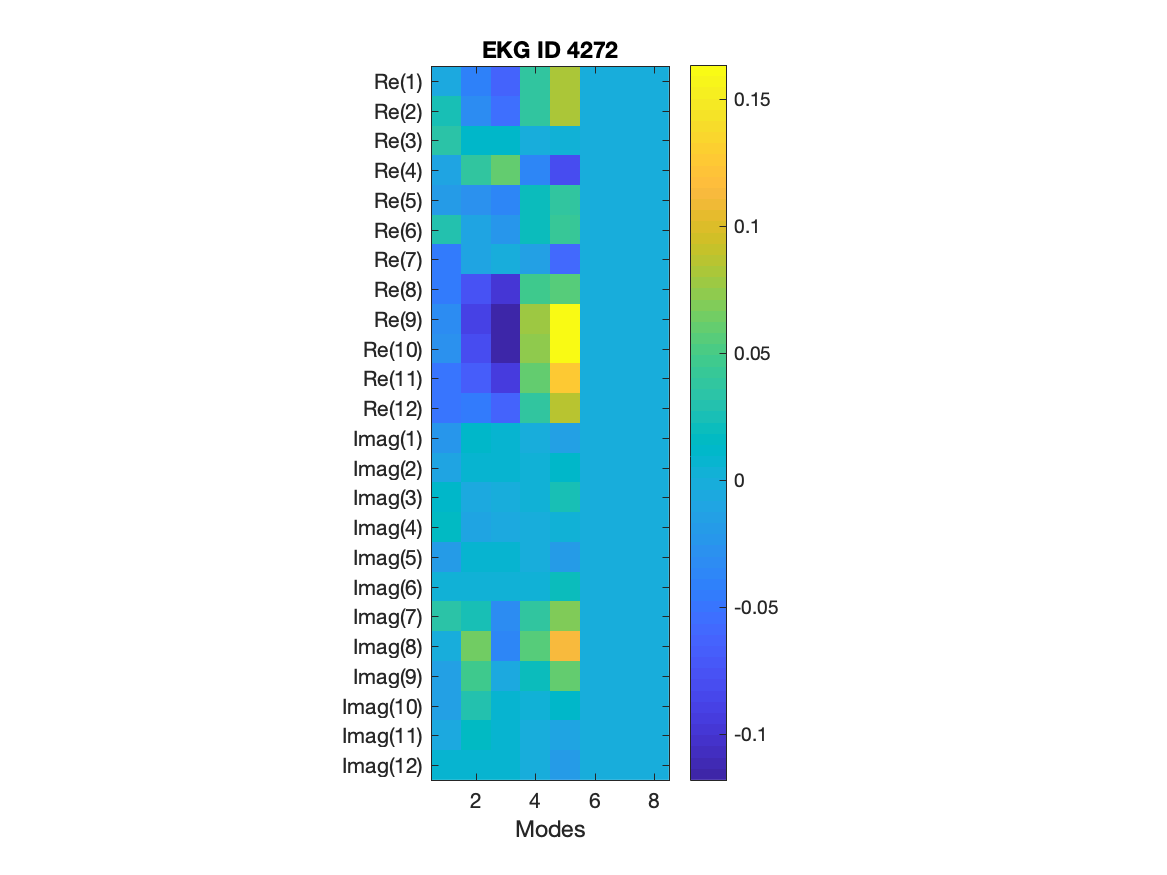 EKG ID 4272
Re(1)
Re(2)
Re(3)
Re(4)
Re(5)
Re(6)
Re(7)
Re(8)
Re(9)
Re(10)
Re(11)
Re(12)
Imag(1)
Imag(2)
Imag(3)
Imag(4)
Imag(5)
Imag(6)
Imag(7)
Imag(8)
Imag(9)
Imag(10)
Imag(11)
Imag(12)
2 4 6 8
Modes
0.15
0.1
0.05
0
-0.05
-0.1